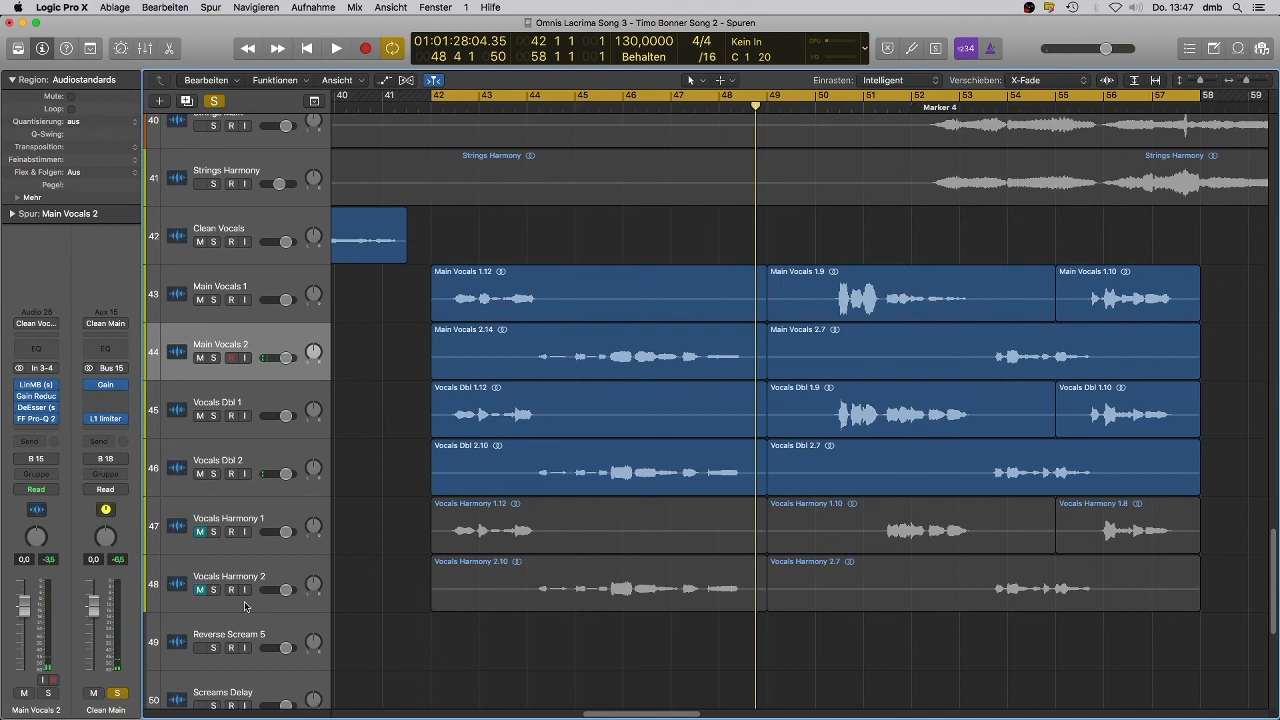 Logic Pro X Ablage Bearbeiten Spur Navigieren Aufnahme Mix Ansicht Fenster 1 Hilfe Do. 13:47 dmb
Omnis Lacrima Song 3 - Timo Bonner Song 2 - Spuren
01:01:28:04.35 42 1 1 1 130,0000 4/4 Kein In
48 4 1 50 58 1 1 1 Behalten /16 C 1 20
CPU
1234
Region: Audiostandards
Bearbeiten Funktionen Ansicht Einrasten: Intelligent Verschieben: X-Fade
Mute:
Loop:
Quantisierung: aus
Q-Swing:
Transposition:
Feinabstimmen:
Flex & Folgen: Aus
Pegel:
Mehr
Spur: Main Vocals 2
S
40 41 42 43 44 45 46 47 48 49 50 51 52 53 54 55 56 57 58 59
Marker 4
40 S R I
41 Strings Harmony S R I
Strings Harmony
Strings Harmony
42 Clean Vocals M S R I
43 Main Vocals 1 M S R I
Main Vocals 1.12
Main Vocals 1.9
Main Vocals 1.10
44 Main Vocals 2 M S R I
Main Vocals 2.14
Main Vocals 2.7
45 Vocals Dbl 1 M S R I
Vocals Dbl 1.12
Vocals Dbl 1.9
Vocals Dbl 1.10
46 Vocals Dbl 2 M S R I
Vocals Dbl 2.10
Vocals Dbl 2.7
47 Vocals Harmony 1 M S R I
Vocals Harmony 1.12
Vocals Harmony 1.10
Vocals Harmony 1.8
48 Vocals Harmony 2 M S R I
Vocals Harmony 2.10
Vocals Harmony 2.7
49 Reverse Scream 5 S R I
50 Screams Delay S R I
Audio 26 Aux 15
Clean Voc... Clean Main
EQ EQ
In 3-4 Bus 15
LinMB (s) Gain
Gain Reduc
DeEsser (s
FF Pro-Q 2 L1 limiter
Send Send
B 15 B 18
Gruppe Gruppe
Read Read
0,0 -3,5 0,0 -6,5
I R
M S M S
Main Vocals 2 Clean Main